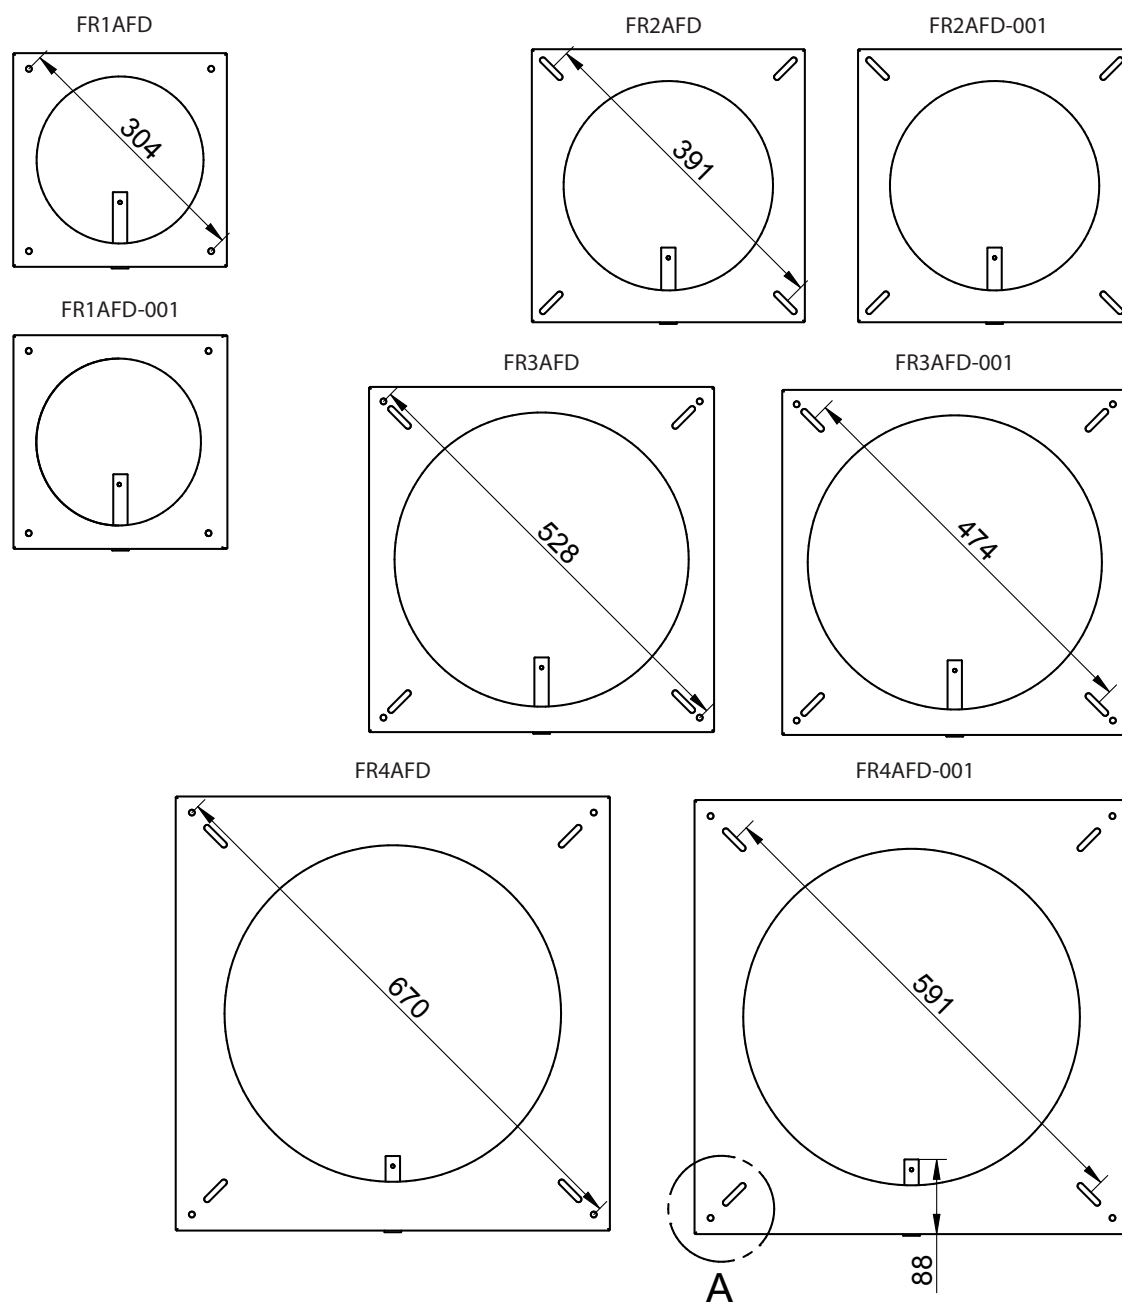 FR1AFD
FR2AFD
FR2AFD-001
304
391
FR1AFD-001
FR3AFD
FR3AFD-001
528
474
FR4AFD
FR4AFD-001
670
591
88
A